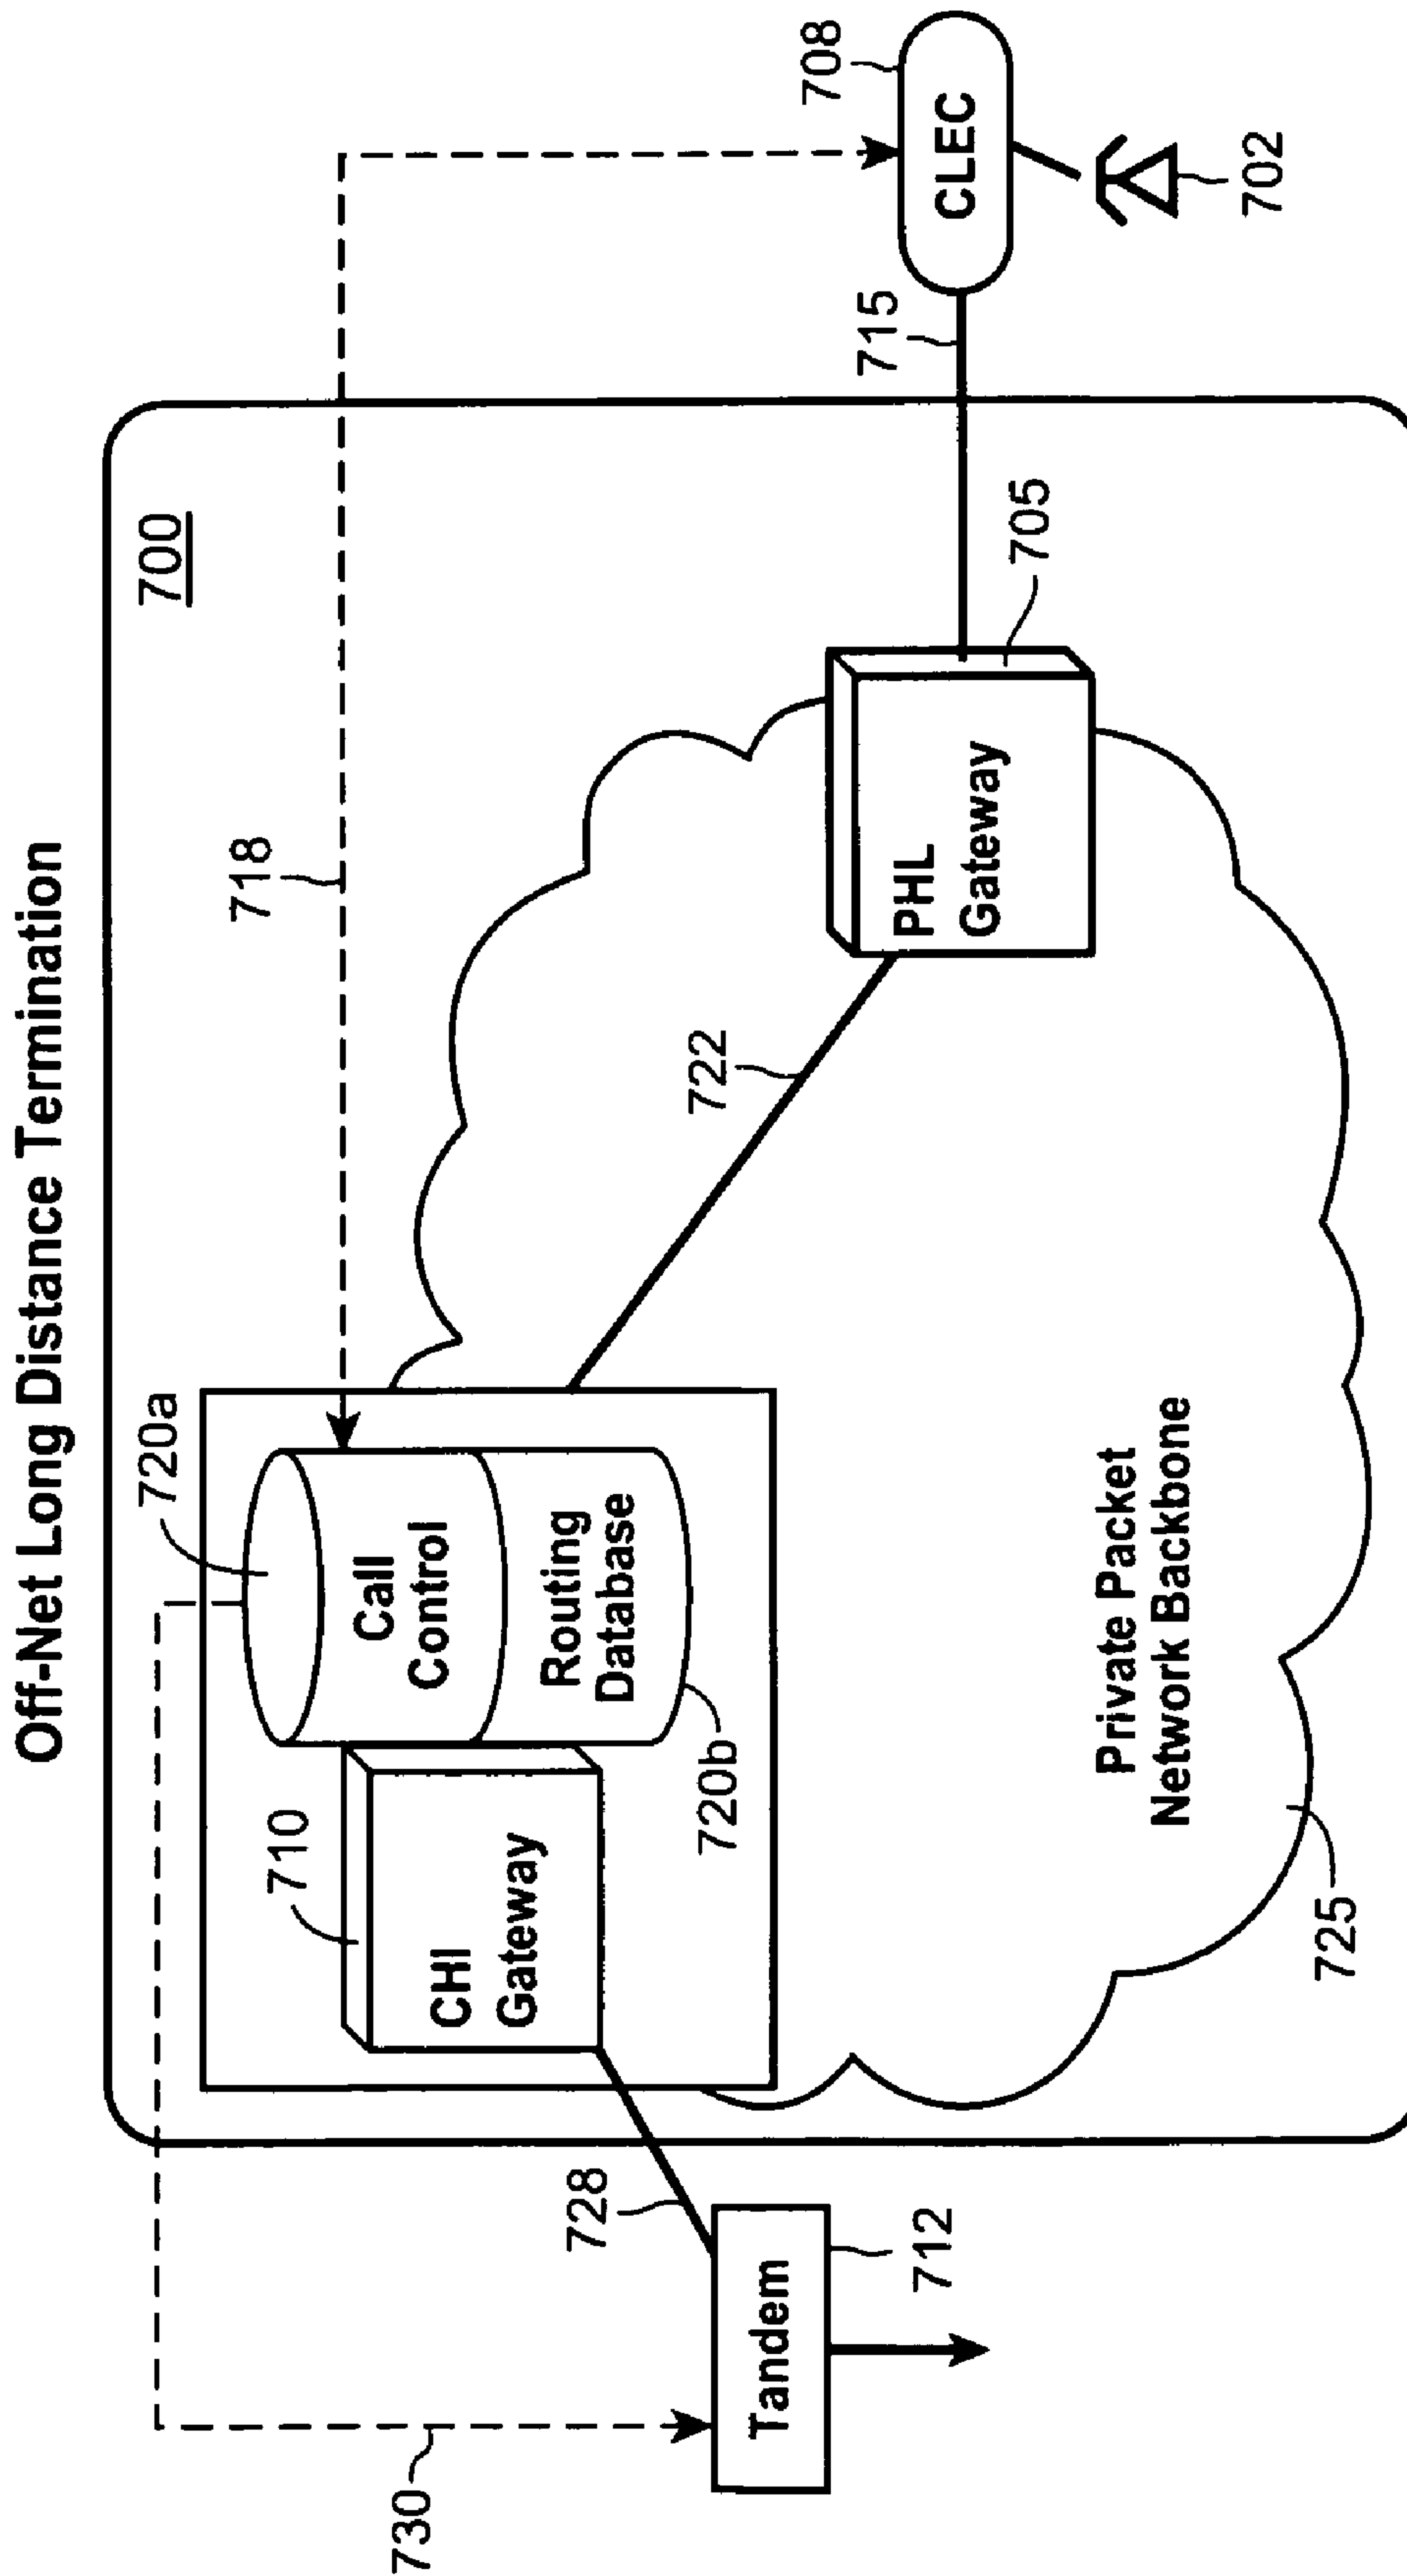 Off-Net Long Distance Termination
700
730
718
720a
710
CHI
Gateway
Call
Control
Routing
Database
720b
728
Tandem
712
722
PHL
Gateway
705
715
CLEC
708
702
Private Packet
Network Backbone
725